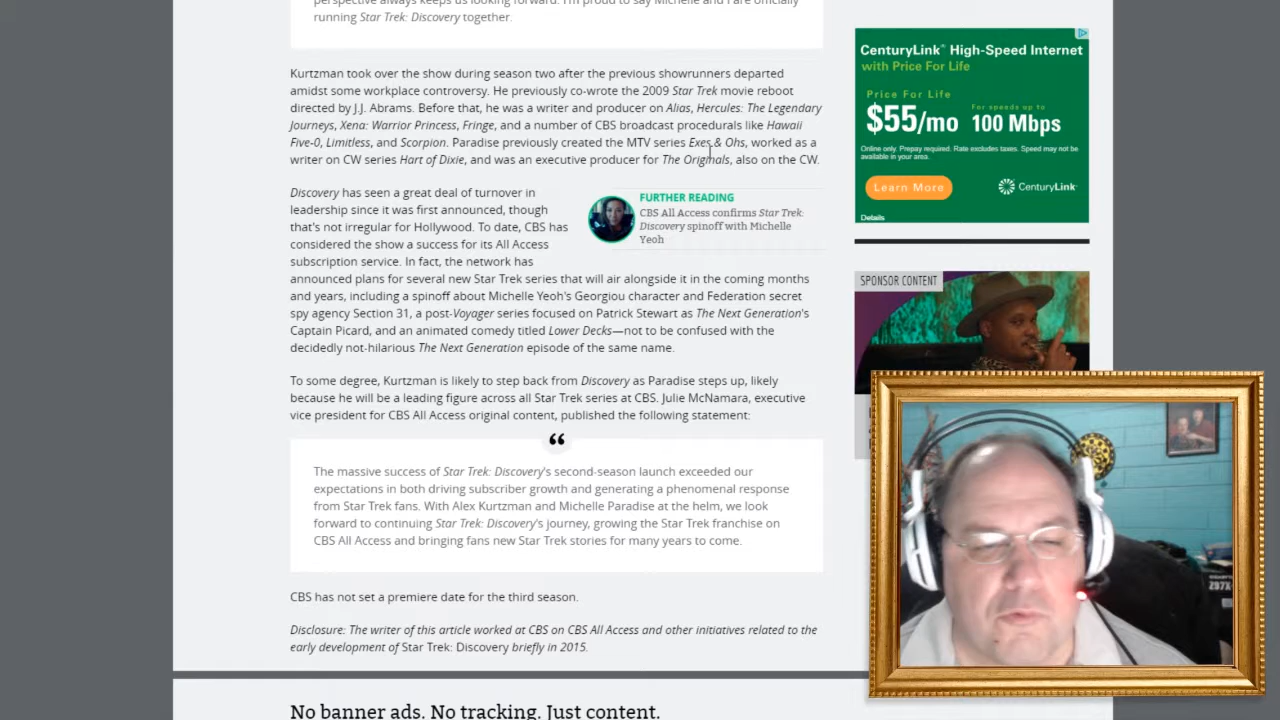 perspective always keeps us looking forward. I'm proud to say Michelle and I are officially
running Star Trek: Discovery together.
Kurtzman took over the show during season two after the previous showrunners departed
amidst some workplace controversy. He previously co-wrote the 2009 Star Trek movie reboot
directed by J.J. Abrams. Before that, he was a writer and producer on Alias, Hercules: The Legendary
Journeys, Xena: Warrior Princess, Fringe, and a number of CBS broadcast procedurals like Hawaii
Five-0, Limitless, and Scorpion. Paradise previously created the MTV series Exes & Ohs, worked as a
writer on CW series Hart of Dixie, and was an executive producer for The Originals, also on the CW.
Discovery has seen a great deal of turnover in
leadership since it was first announced, though
that's not irregular for Hollywood. To date, CBS has
considered the show a success for its All Access
subscription service. In fact, the network has
announced plans for several new Star Trek series that will air alongside it in the coming months
and years, including a spinoff about Michelle Yeoh's Georgiou character and Federation secret
spy agency Section 31, a post-Voyager series focused on Patrick Stewart as The Next Generation's
Captain Picard, and an animated comedy titled Lower Decks—not to be confused with the
decidedly not-hilarious The Next Generation episode of the same name.
FURTHER READING
CBS All Access confirms Star Trek:
Discovery spinoff with Michelle
Yeoh
To some degree, Kurtzman is likely to step back from Discovery as Paradise steps up, likely
because he will be a leading figure across all Star Trek series at CBS. Julie McNamara, executive
vice president for CBS All Access original content, published the following statement:
“
The massive success of Star Trek: Discovery's second-season launch exceeded our
expectations in both driving subscriber growth and generating a phenomenal response
from Star Trek fans. With Alex Kurtzman and Michelle Paradise at the helm, we look
forward to continuing Star Trek: Discovery's journey, growing the Star Trek franchise on
CBS All Access and bringing fans new Star Trek stories for many years to come.
CBS has not set a premiere date for the third season.
Disclosure: The writer of this article worked at CBS on CBS All Access and other initiatives related to the
early development of Star Trek: Discovery briefly in 2015.
No banner ads. No tracking. Just content.
CenturyLink® High-Speed Internet
with Price For Life
Price For Life
$55/mo
For speeds up to
100 Mbps
Online only. Prepay required. Rate excludes taxes. Speed may not be
available in your area.
Learn More
CenturyLink
Details
SPONSOR CONTENT